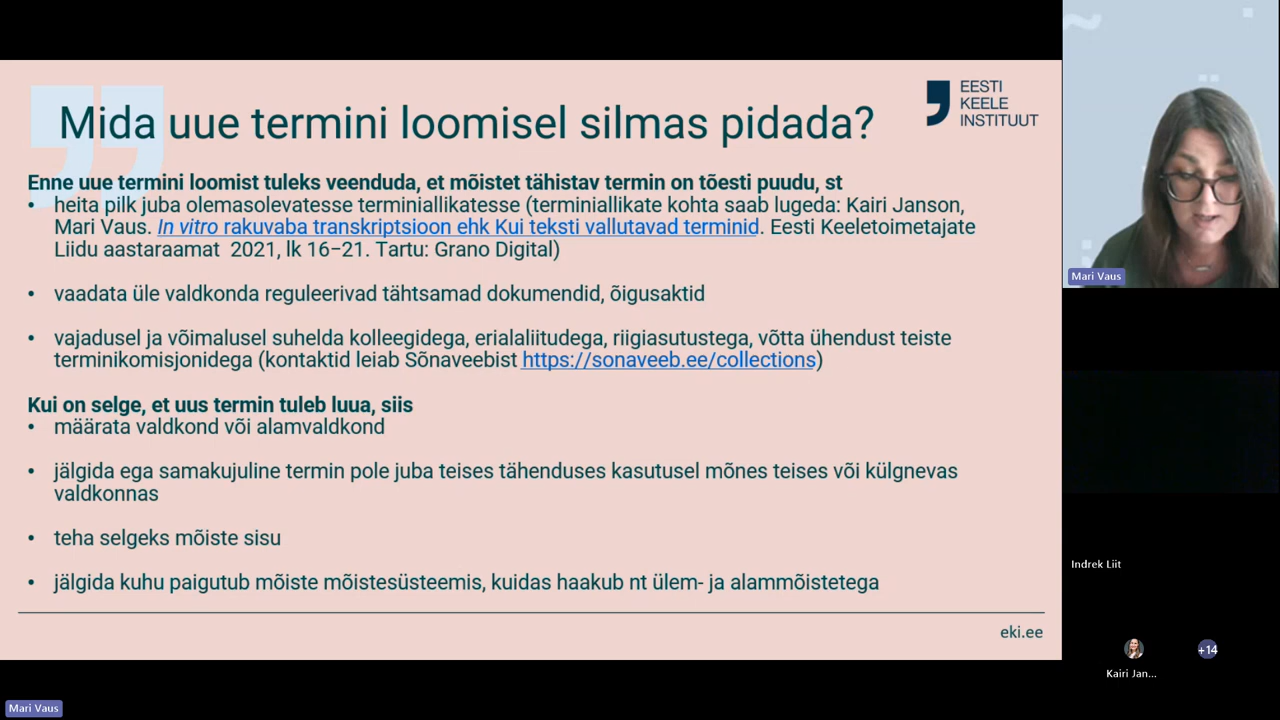 Mida uue termini loomisel silmas pidada?
EESTI
KEELE
INSTITUUT
Enne uue termini loomist tuleks veenduda, et mõistet tähistav termin on tõesti puudu, st
• heita pilk juba olemasolevatesse terminiallikatesse (terminiallikate kohta saab lugeda: Kairi Janson,
Mari Vaus. In vitro rakuvaba transkriptsioon ehk Kui teksti vallutavad terminid. Eesti Keeletoimetajate
Liidu aastaraamat 2021, lk 16–21. Tartu: Grano Digital)
• vaadata üle valdkonda reguleerivad tähtsamad dokumendid, õigusaktid
• vajadusel ja võimalusel suhelda kolleegidega, erialaliitudega, riigiasutustega, võtta ühendust teiste
terminikomisjonidega (kontaktid leiab Sõnaveebist https://sonaveeb.ee/collections)
Kui on selge, et uus termin tuleb luua, siis
• määrata valdkond või alamvaldkond
• jälgida ega samakujuline termin pole juba teises tähenduses kasutusel mõnes teises või külgnevas
valdkonnas
• teha selgeks mõiste sisu
• jälgida kuhu paigutub mõiste mõistesüsteemis, kuidas haakub nt ülem- ja alammõistetega
eki.ee
Mari Vaus
Indrek Liit
+14
Kairi Jan...
Mari Vaus